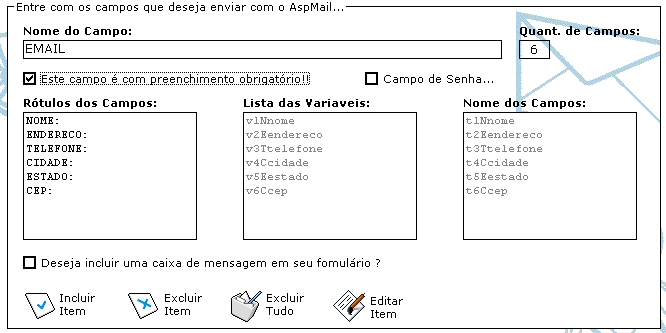 Entre com os campos que deseja enviar com o AspMail...
Nome do Campo: Quant. de Campos:
EMAIL 6
Este campo é com preenchimento obrigatório!! Campo de Senha...
Rótulos dos Campos: Lista das Variaveis: Nome dos Campos:
NOME: v1Nnome t1Nnome
ENDERECO: v2Eendereco t2Eendereco
TELEFONE: v3Ttelefone t3Ttelefone
CIDADE: v4Ccidade t4Ccidade
ESTADO: v5Eestado t5Eestado
CEP: v6Ccep t6Ccep
Deseja incluir uma caixa de mensagem em seu fomulário ?
Incluir Item Excluir Item Excluir Tudo Editar Item